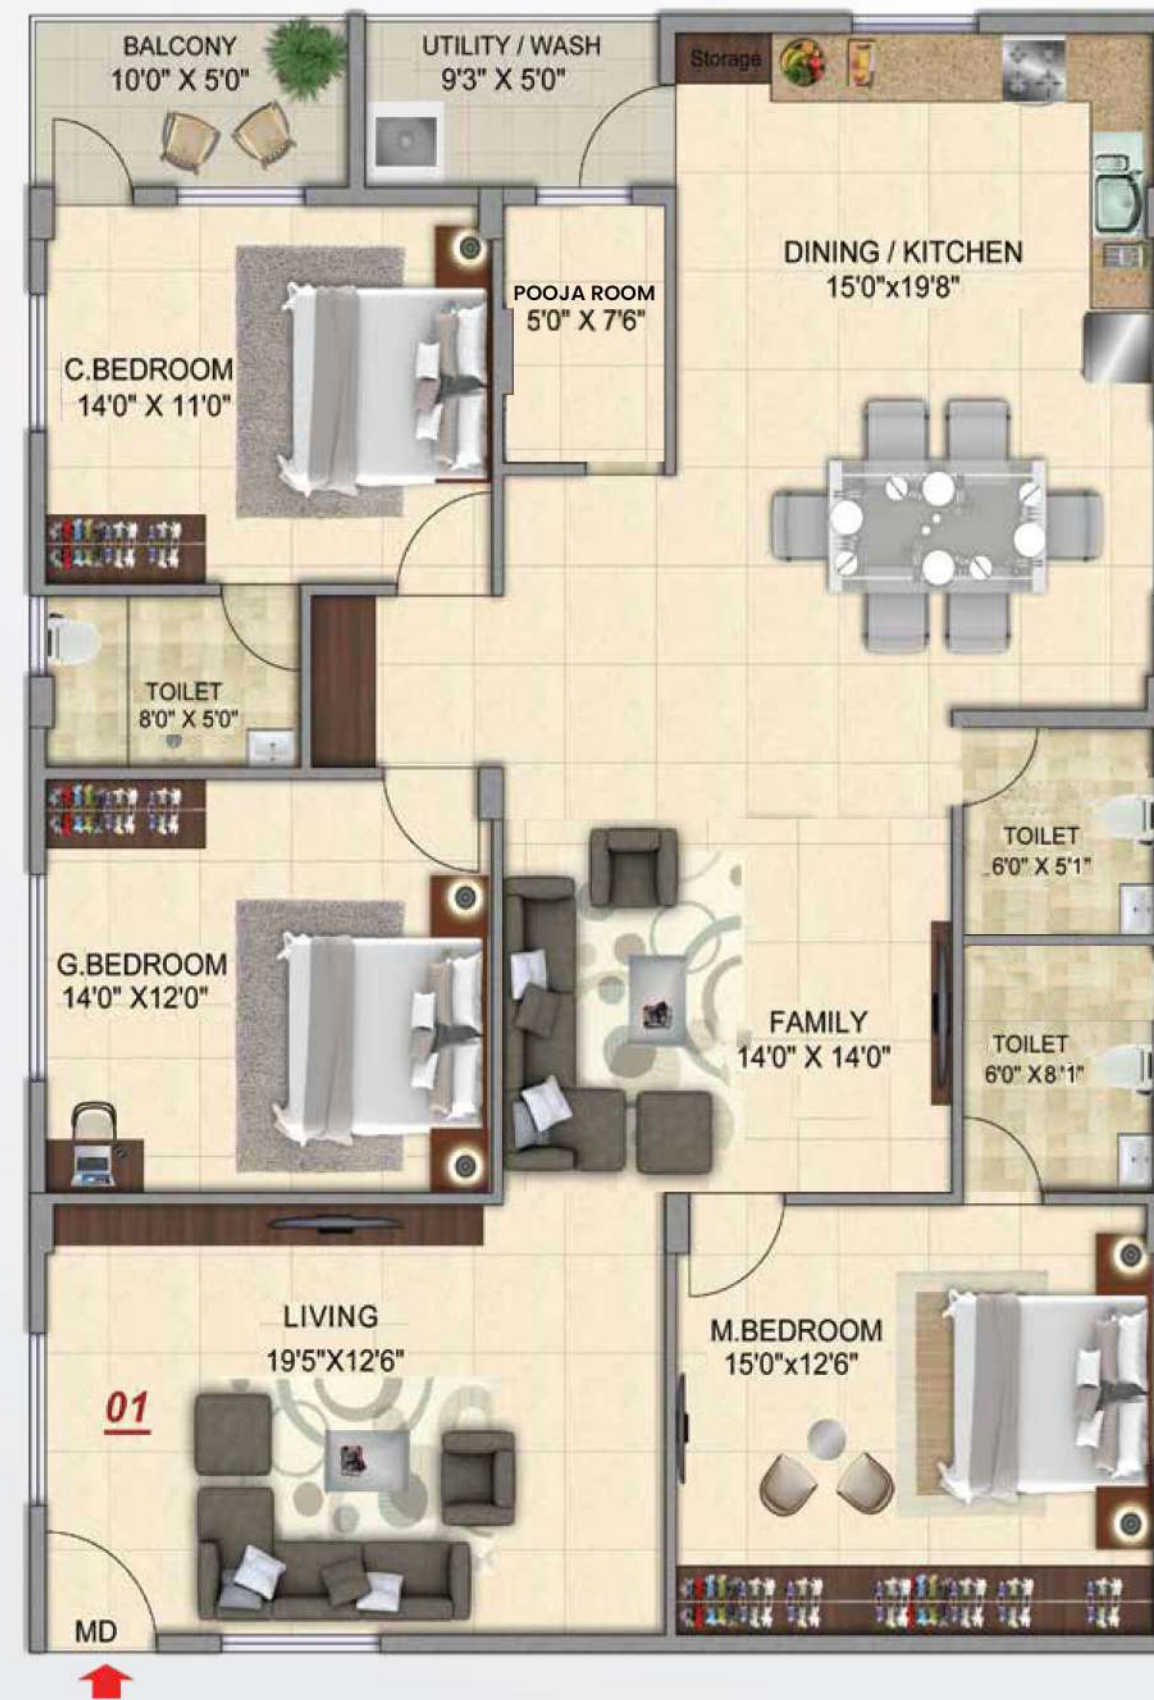 BALCONY
10'0" X 5'0"
UTILITY / WASH
9'3" X 5'0"
Storage
DINING / KITCHEN
15'0"x19'8"
POOJA ROOM
5'0" X 7'6"
C.BEDROOM
14'0" X 11'0"
TOILET
8'0" X 5'0"
TOILET
6'0" X 5'1"
G.BEDROOM
14'0" X12'0"
FAMILY
14'0" X 14'0"
TOILET
6'0" X8'1"
LIVING
19'5"X12'6"
M.BEDROOM
15'0"x12'6"
01
MD